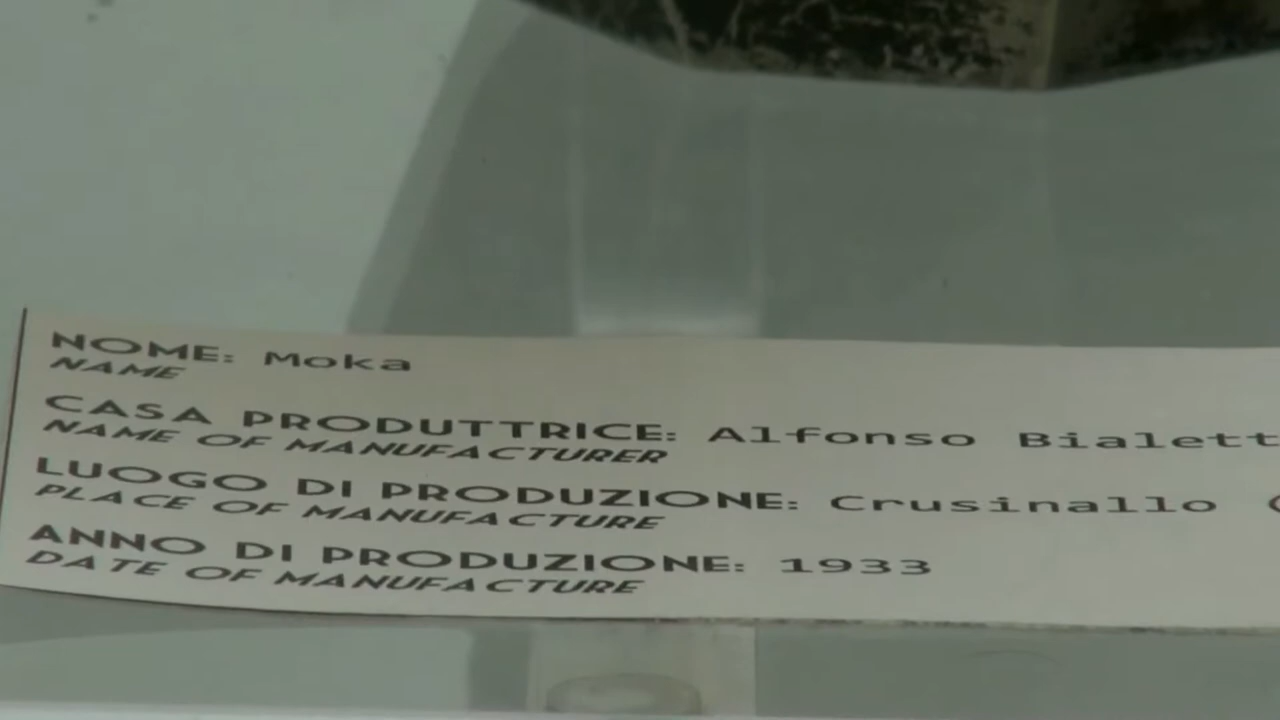 NOME: Moka
NAME
CASA PRODUTTRICE: Alfonso Bialett
NAME OF MANUFACTURER
LUOGO DI PRODUZIONE: Crusinallo (
PLACE OF MANUFACTURE
ANNO DI PRODUZIONE: 1933
DATE OF MANUFACTURE